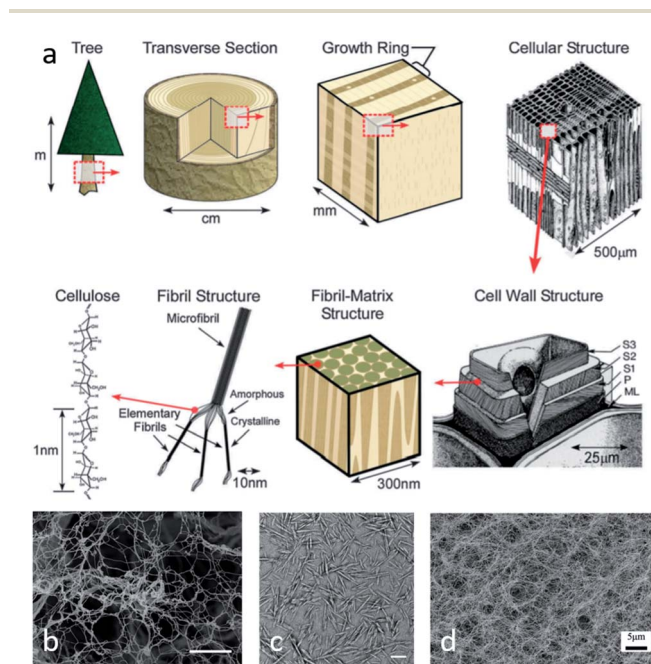 a
Tree
Transverse Section
Growth Ring
Cellular Structure
m
cm
mm
500µm
Cellulose
Fibril Structure
Fibril-Matrix
Structure
Cell Wall Structure
Microfibril
Amorphous
Crystalline
Elementary
Fibrils
1nm
10nm
300nm
S3
S2
S1
P
ML
25µm
b
c
d
5µm